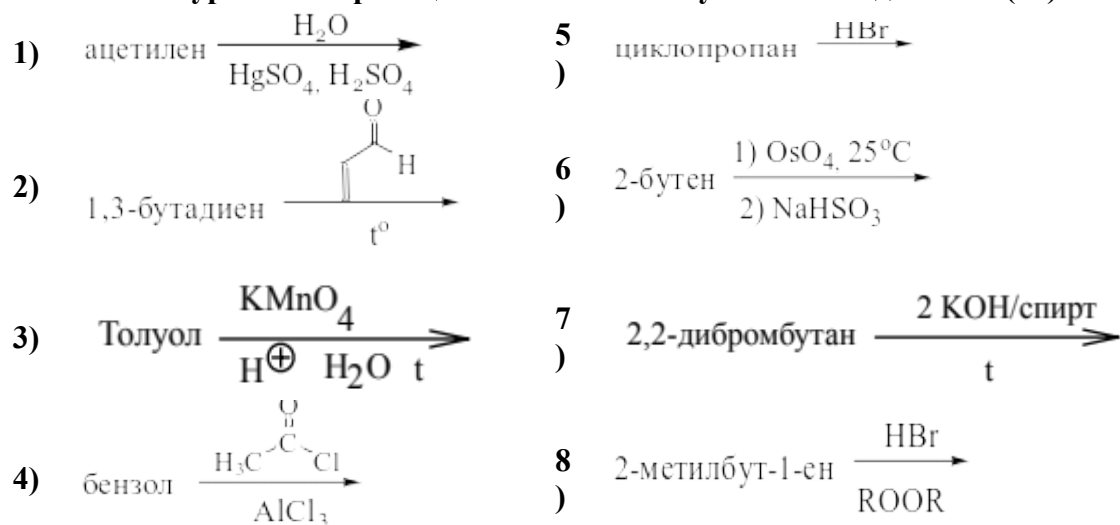 1) ацетилен H₂O
HgSO₄, H₂SO₄
2) 1,3-бутадиен O
H
t°
3) Толуол KMnO₄
H⊕ H₂O t
4) бензол O
H₃C C Cl
AlCl₃
5) циклопропан HBr
6) 2-бутен 1) OsO₄, 25°C
2) NaHSO₃
7) 2,2-дибромбутан 2 KOH/спирт
t
8) 2-метилбут-1-ен HBr
ROOR